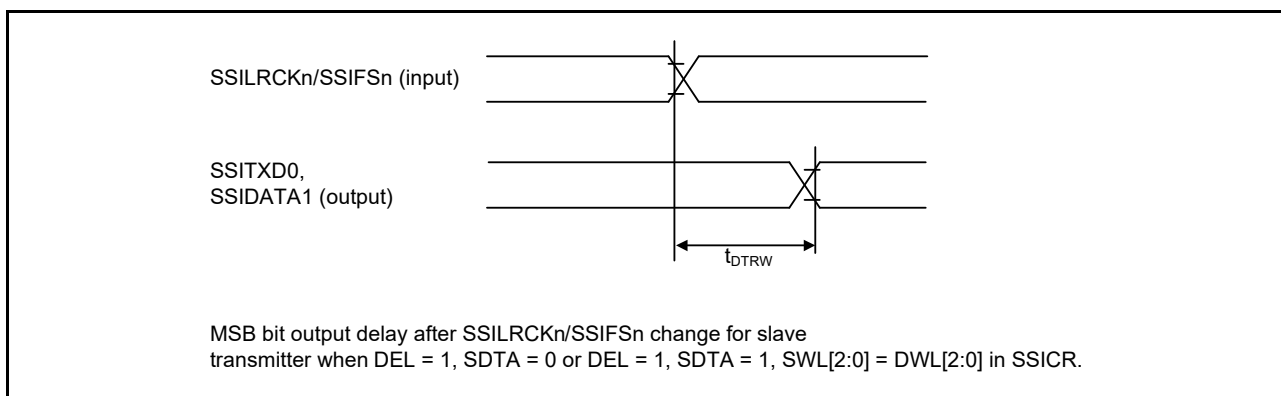 SSILRCKn/SSIFSn (input)
SSITXD0,
SSIDATA1 (output)
tDTRW
MSB bit output delay after SSILRCKn/SSIFSn change for slave
transmitter when DEL = 1, SDTA = 0 or DEL = 1, SDTA = 1, SWL[2:0] = DWL[2:0] in SSICR.